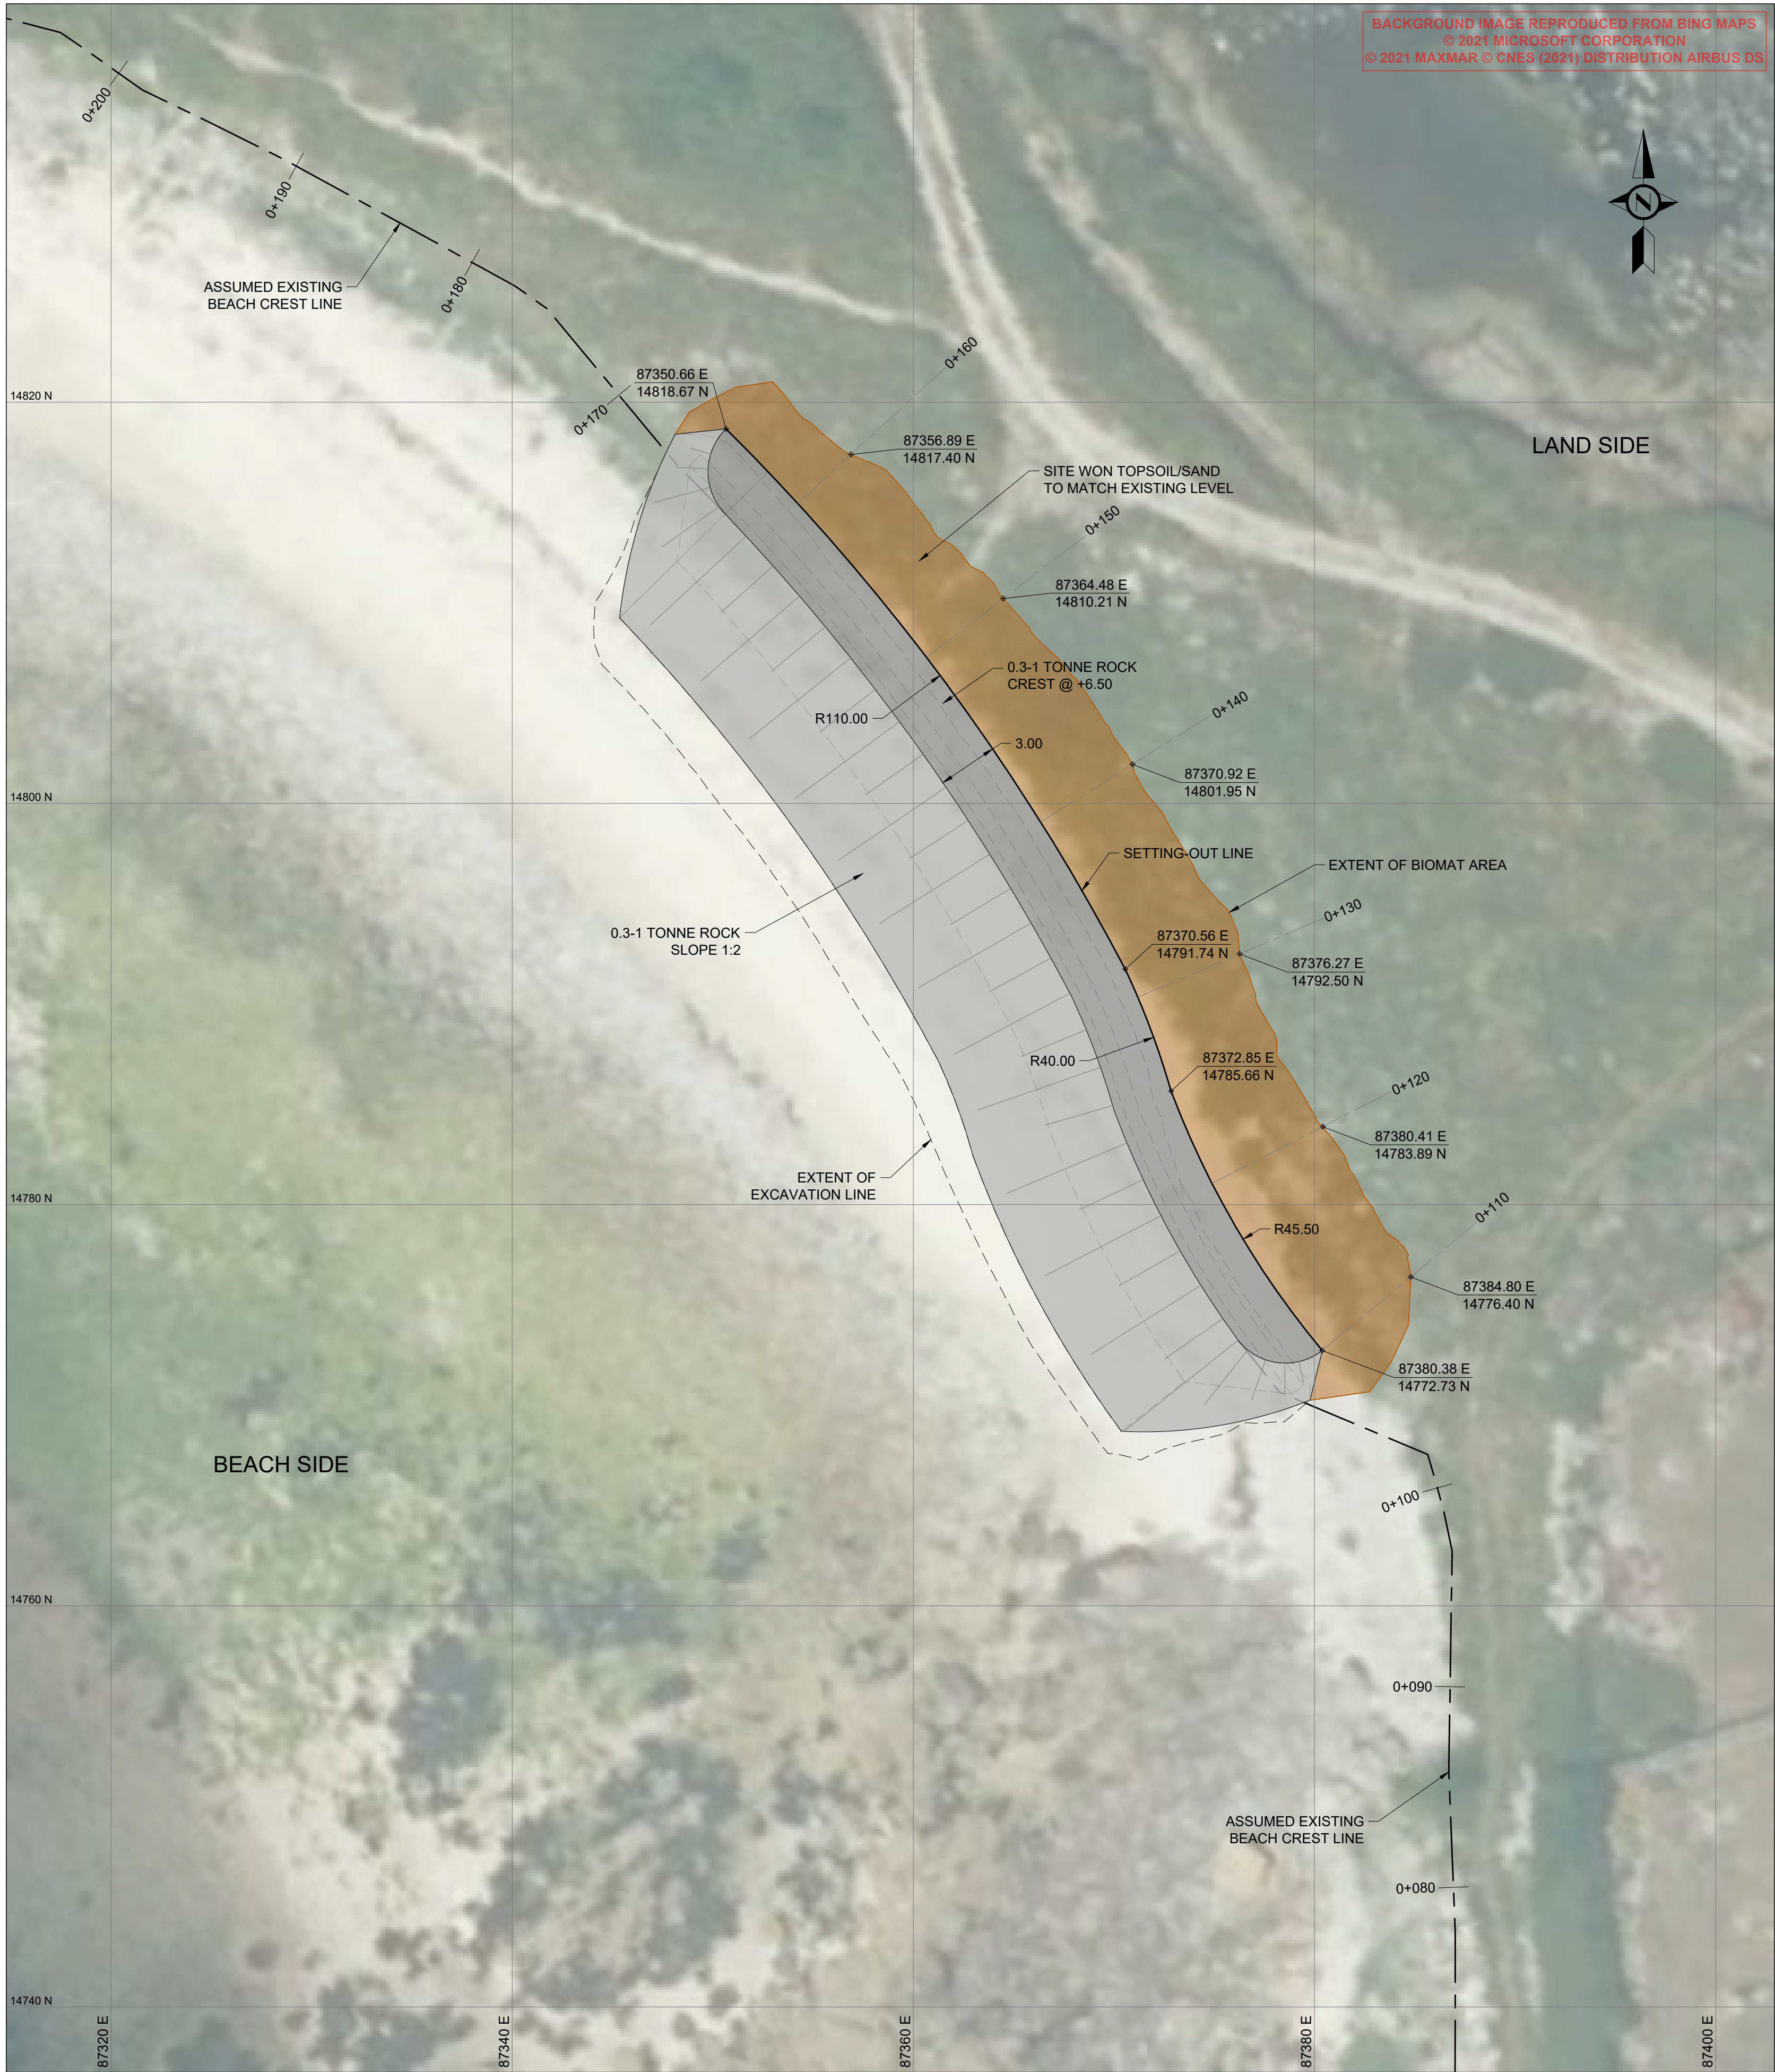 BACKGROUND IMAGE REPRODUCED FROM BING MAPS
© 2021 MICROSOFT CORPORATION
© 2021 MAXMAR © CNES (2021) DISTRIBUTION AIRBUS DS
0+200
0+190
N
ASSUMED EXISTING
BEACH CREST LINE
0+180
0+160
87350.66 E
14818.67 N
14820 N
0+170
87356.89 E
14817.40 N
LAND SIDE
SITE WON TOPSOIL/SAND
TO MATCH EXISTING LEVEL
0+150
87364.48 E
14810.21 N
0.3-1 TONNE ROCK
CREST @ +6.50
R110.00
0+140
3.00
87370.92 E
14801.95 N
14800 N
SETTING-OUT LINE
EXTENT OF BIOMAT AREA
0+130
0.3-1 TONNE ROCK
SLOPE 1:2
87370.56 E
14791.74 N
87376.27 E
14792.50 N
R40.00
87372.85 E
14785.66 N
0+120
87380.41 E
14783.89 N
EXTENT OF
EXCAVATION LINE
14780 N
0+110
R45.50
87384.80 E
14776.40 N
87380.38 E
14772.73 N
BEACH SIDE
0+100
14760 N
0+090
ASSUMED EXISTING
BEACH CREST LINE
0+080
14740 N
87320 E
87340 E
87360 E
87380 E
87400 E